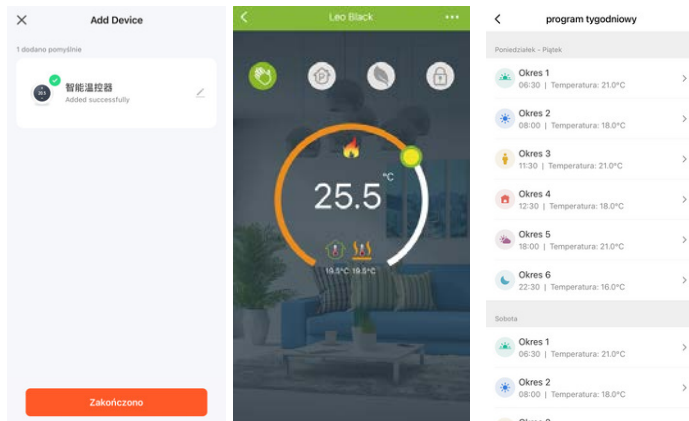 Add Device
1 dodano pomyślnie
智能温控器
Added successfully
Zakończono
Leo Black
°C
25.5
19.5°C 19.5°C
program tygodniowy
Poniedziałek - Piątek
Okres 1
06:30 | Temperatura: 21.0°C
Okres 2
08:00 | Temperatura: 18.0°C
Okres 3
11:30 | Temperatura: 21.0°C
Okres 4
12:30 | Temperatura: 18.0°C
Okres 5
18:00 | Temperatura: 21.0°C
Okres 6
22:30 | Temperatura: 16.0°C
Sobota
Okres 1
06:30 | Temperatura: 21.0°C
Okres 2
08:00 | Temperatura: 18.0°C